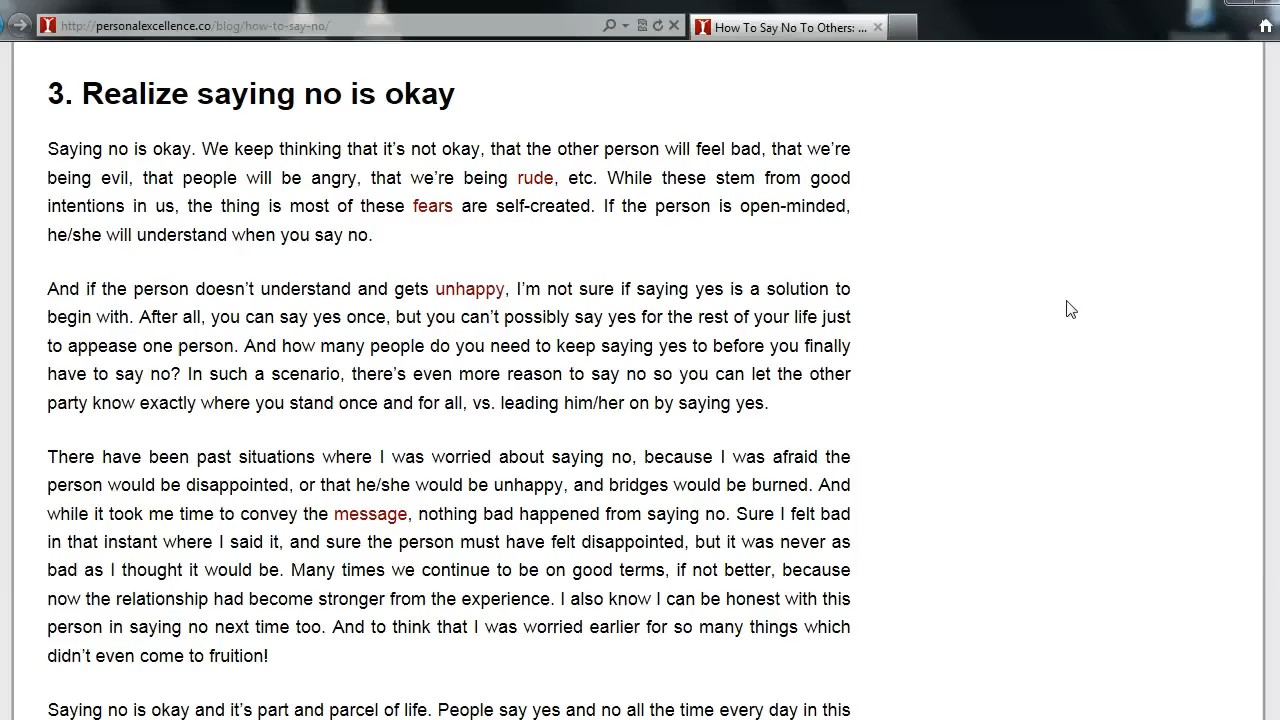 http://personalexcellence.co/blog/how-to-say-no/
How To Say No To Others: ...
3. Realize saying no is okay
Saying no is okay. We keep thinking that it’s not okay, that the other person will feel bad, that we’re
being evil, that people will be angry, that we’re being rude, etc. While these stem from good
intentions in us, the thing is most of these fears are self-created. If the person is open-minded,
he/she will understand when you say no.
And if the person doesn’t understand and gets unhappy, I’m not sure if saying yes is a solution to
begin with. After all, you can say yes once, but you can’t possibly say yes for the rest of your life just
to appease one person. And how many people do you need to keep saying yes to before you finally
have to say no? In such a scenario, there’s even more reason to say no so you can let the other
party know exactly where you stand once and for all, vs. leading him/her on by saying yes.
There have been past situations where I was worried about saying no, because I was afraid the
person would be disappointed, or that he/she would be unhappy, and bridges would be burned. And
while it took me time to convey the message, nothing bad happened from saying no. Sure I felt bad
in that instant where I said it, and sure the person must have felt disappointed, but it was never as
bad as I thought it would be. Many times we continue to be on good terms, if not better, because
now the relationship had become stronger from the experience. I also know I can be honest with this
person in saying no next time too. And to think that I was worried earlier for so many things which
didn’t even come to fruition!
Saying no is okay and it’s part and parcel of life. People say yes and no all the time every day in this